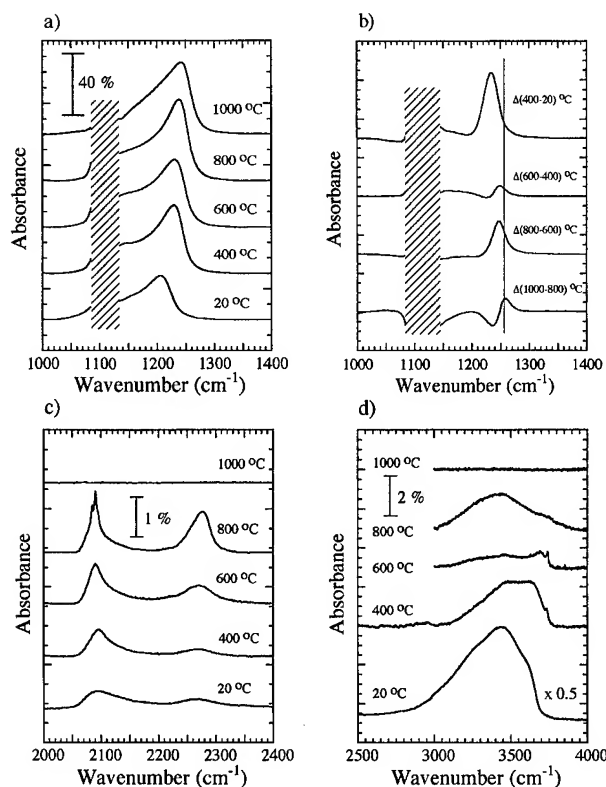 a)
40 %
1000 °C
800 °C
600 °C
400 °C
20 °C
Absorbance
1000 1100 1200 1300 1400
Wavenumber (cm-1)
b)
Δ(400-20) °C
Δ(600-400) °C
Δ(800-600) °C
Δ(1000-800) °C
Absorbance
1000 1100 1200 1300 1400
Wavenumber (cm-1)
c)
1000 °C
1 %
800 °C
600 °C
400 °C
20 °C
Absorbance
2000 2100 2200 2300 2400
Wavenumber (cm-1)
d)
1000 °C
2 %
800 °C
600 °C
400 °C
20 °C
x 0.5
Absorbance
2500 3000 3500 4000
Wavenumber (cm-1)